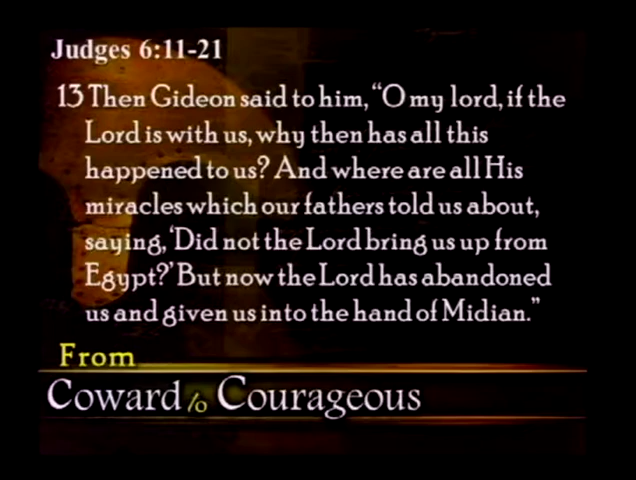 Judges 6:11-21
13 Then Gideon said to him, “O my lord, if the
Lord is with us, why then has all this
happened to us? And where are all His
miracles which our fathers told us about,
saying, ‘Did not the Lord bring us up from
Egypt?’ But now the Lord has abandoned
us and given us into the hand of Midian.”
From
Coward to Courageous